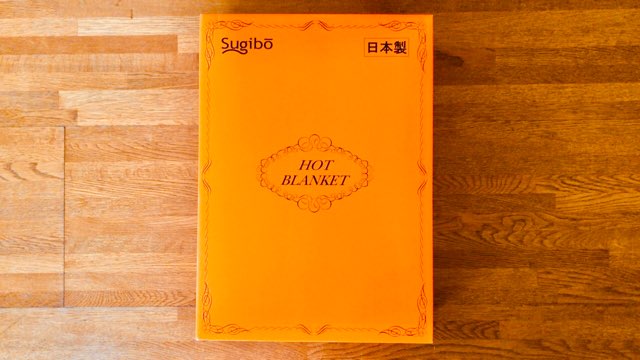 Sugibō
日本製
HOT
BLANKET